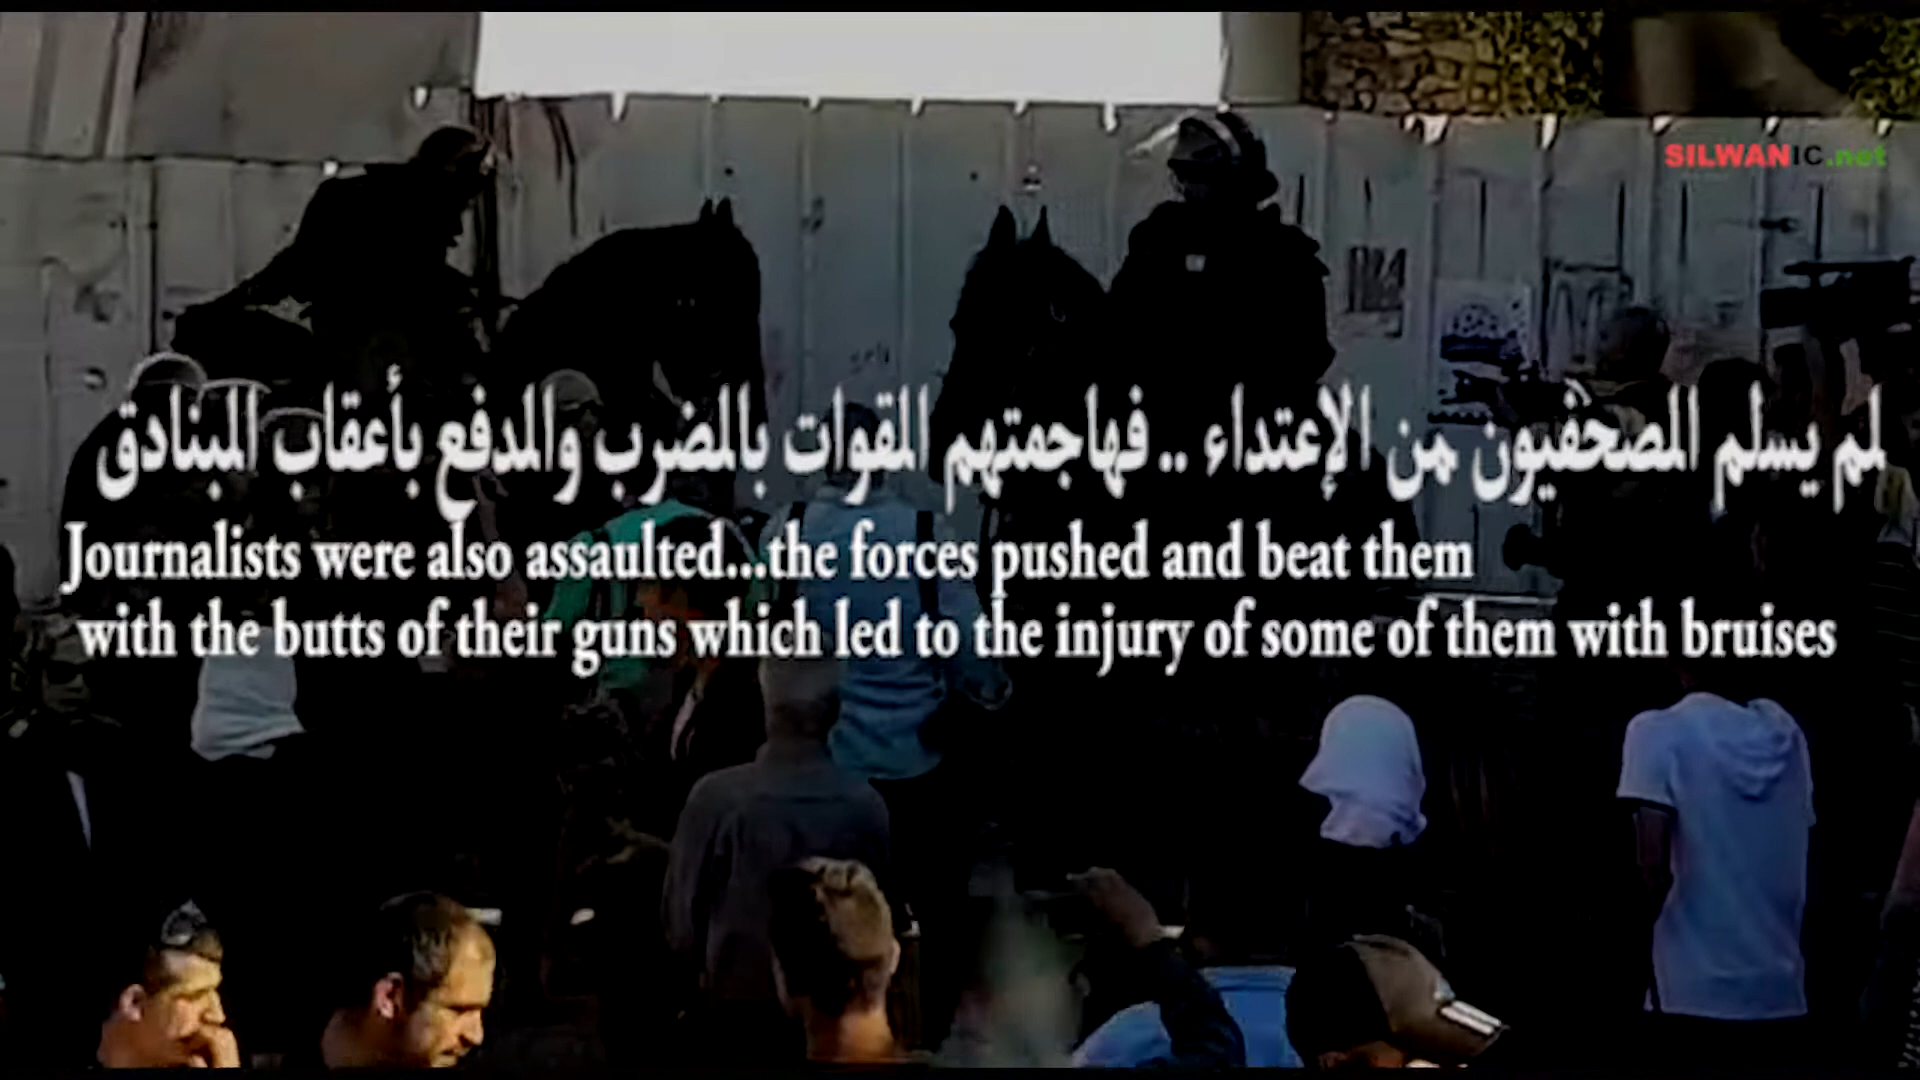 SILWANIC.net
لم يسلم الصحفيون من الإعتداء .. فهاجمتهم القوات بالضرب والدفع بأعقاب البنادق
Journalists were also assaulted...the forces pushed and beat them
with the butts of their guns which led to the injury of some of them with bruises